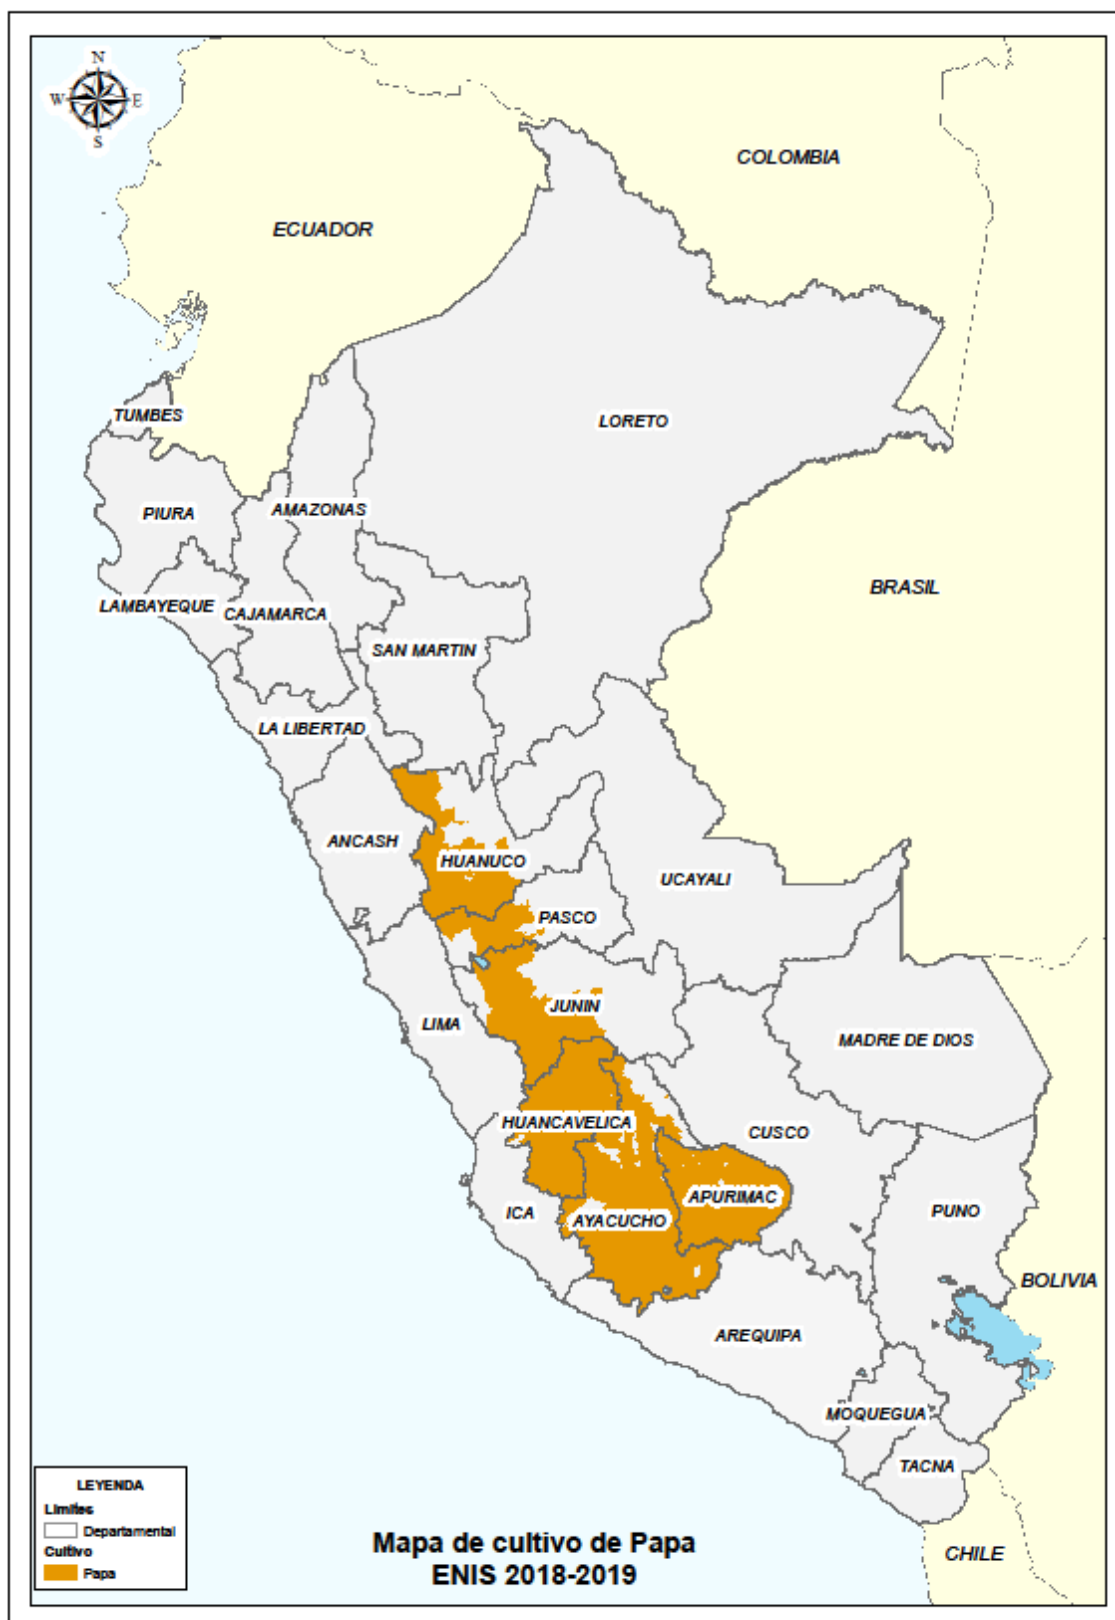 N
W
E
S
COLOMBIA
ECUADOR
TUMBES
LORETO
PIURA
AMAZONAS
BRASIL
LAMBAYEQUE
CAJAMARCA
SAN MARTIN
LA LIBERTAD
ANCASH
HUANUCO
UCAYALI
PASCO
JUNIN
LIMA
MADRE DE DIOS
HUANCAVELICA
CUSCO
APURIMAC
ICA
AYACUCHO
PUNO
BOLIVIA
AREQUIPA
MOQUEGUA
TACNA
CHILE
LEYENDA
Límites
Departamental
Cultivo
Papa
Mapa de cultivo de Papa
ENIS 2018-2019